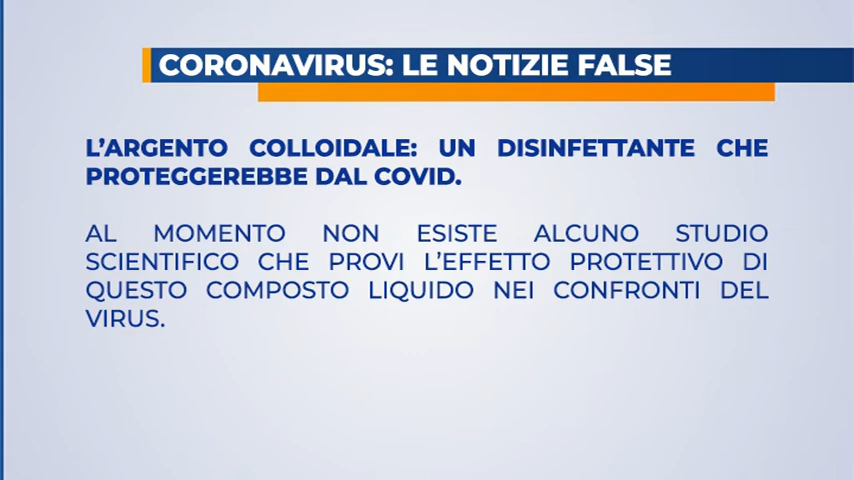 CORONAVIRUS: LE NOTIZIE FALSE
L'ARGENTO COLLOIDALE: UN DISINFETTANTE CHE
PROTEGGEREBBE DAL COVID.
AL MOMENTO NON ESISTE ALCUNO STUDIO
SCIENTIFICO CHE PROVI L'EFFETTO PROTETTIVO DI
QUESTO COMPOSTO LIQUIDO NEI CONFRONTI DEL
VIRUS.